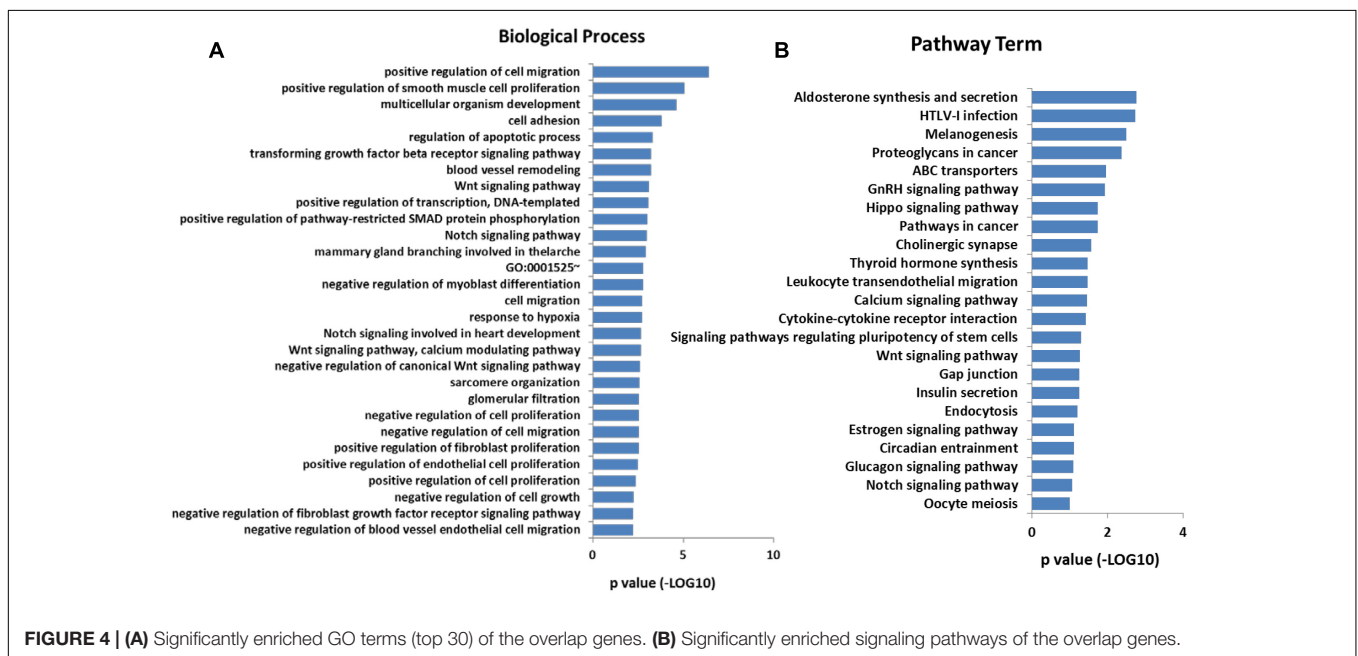 A
Biological Process
positive regulation of cell migration
positive regulation of smooth muscle cell proliferation
multicellular organism development
cell adhesion
regulation of apoptotic process
transforming growth factor beta receptor signaling pathway
blood vessel remodeling
Wnt signaling pathway
positive regulation of transcription, DNA-templated
positive regulation of pathway-restricted SMAD protein phosphorylation
Notch signaling pathway
mammary gland branching involved in thelarche
GO:0001525~
negative regulation of myoblast differentiation
cell migration
response to hypoxia
Notch signaling involved in heart development
Wnt signaling pathway, calcium modulating pathway
negative regulation of canonical Wnt signaling pathway
sarcomere organization
glomerular filtration
negative regulation of cell proliferation
negative regulation of cell migration
positive regulation of fibroblast proliferation
positive regulation of endothelial cell proliferation
positive regulation of cell proliferation
negative regulation of cell growth
negative regulation of fibroblast growth factor receptor signaling pathway
negative regulation of blood vessel endothelial cell migration
0 5 10
p value (-LOG10)
B
Pathway Term
Aldosterone synthesis and secretion
HTLV-I infection
Melanogenesis
Proteoglycans in cancer
ABC transporters
GnRH signaling pathway
Hippo signaling pathway
Pathways in cancer
Cholinergic synapse
Thyroid hormone synthesis
Leukocyte transendothelial migration
Calcium signaling pathway
Cytokine-cytokine receptor interaction
Signaling pathways regulating pluripotency of stem cells
Wnt signaling pathway
Gap junction
Insulin secretion
Endocytosis
Estrogen signaling pathway
Circadian entrainment
Glucagon signaling pathway
Notch signaling pathway
Oocyte meiosis
0 2 4
p value (-LOG10)
FIGURE 4 | (A) Significantly enriched GO terms (top 30) of the overlap genes. (B) Significantly enriched signaling pathways of the overlap genes.